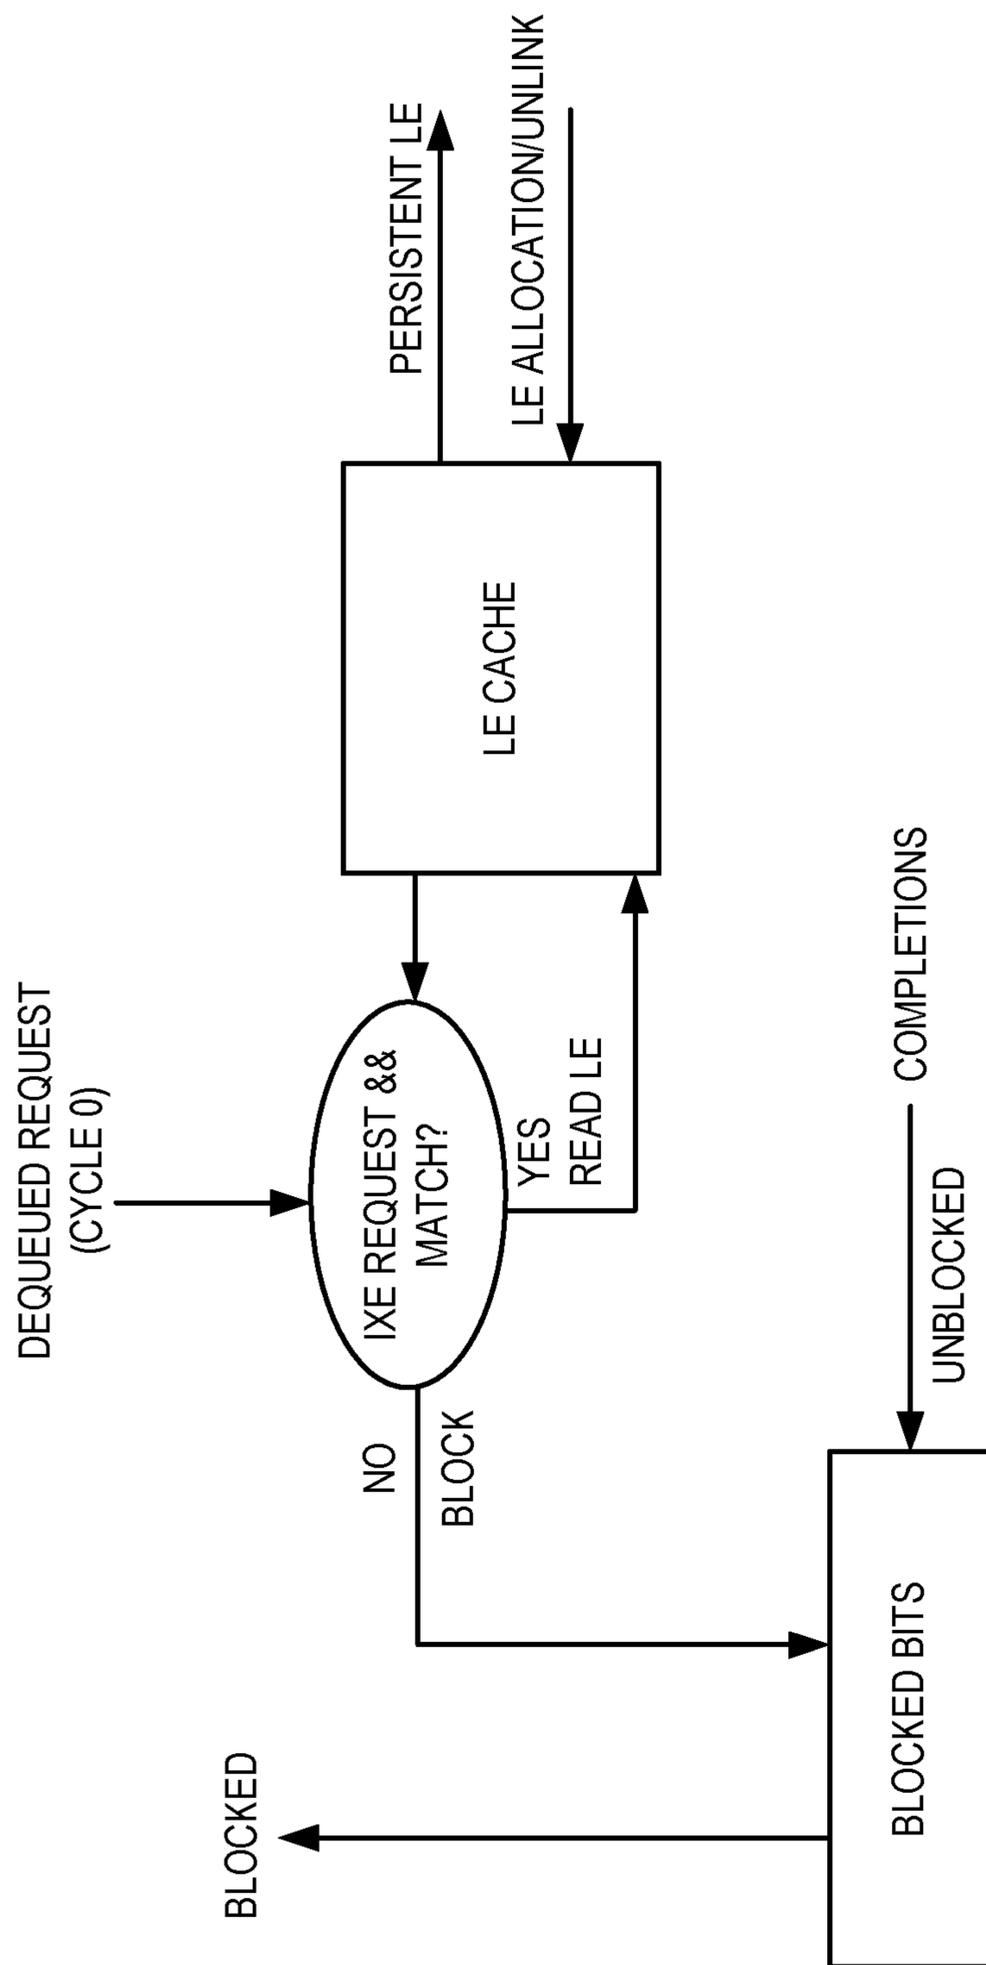 DEQUEUED REQUEST
(CYCLE 0)
BLOCKED
NO
BLOCK
IXE REQUEST &&
MATCH?
YES
READ LE
LE CACHE
PERSISTENT LE
LE ALLOCATION/UNLINK
BLOCKED BITS
UNBLOCKED
COMPLETIONS